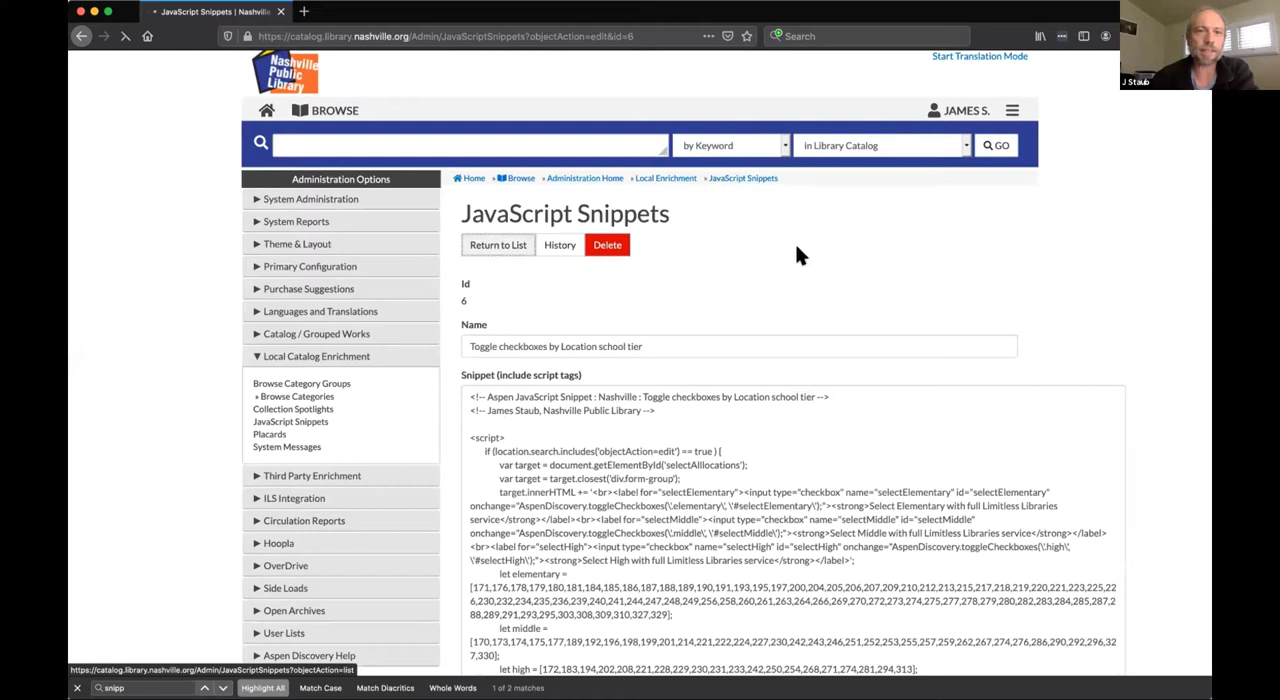 JavaScript Snippets | Nashville
https://catalog.library.nashville.org/Admin/JavaScriptSnippets?objectAction=edit&id=6
Search
J Staub
Nashville
Public
Library
Start Translation Mode
BROWSE
JAMES S.
by Keyword
in Library Catalog
GO
Administration Options
Home » Browse » Administration Home » Local Enrichment » JavaScript Snippets
System Administration
System Reports
Theme & Layout
Primary Configuration
Purchase Suggestions
Languages and Translations
Catalog / Grouped Works
Local Catalog Enrichment
Browse Category Groups
» Browse Categories
Collection Spotlights
JavaScript Snippets
Placards
System Messages
Third Party Enrichment
ILS Integration
Circulation Reports
Hoopla
OverDrive
Side Loads
Open Archives
User Lists
Aspen Discovery Help
JavaScript Snippets
Return to List
History
Delete
Id
6
Name
Toggle checkboxes by Location school tier
Snippet (include script tags)
<!-- Aspen JavaScript Snippet : Nashville : Toggle checkboxes by Location school tier -->
<!-- James Staub, Nashville Public Library -->
<script>
if (location.search.includes('objectAction=edit') == true ) {
var target = document.getElementById('selectAlllocations');
var target = target.closest('div.form-group');
target.innerHTML += '<br><label for="selectElementary"><input type="checkbox" name="selectElementary" id="selectElementary"
onchange="AspenDiscovery.toggleCheckboxes(\'.elementary\', \'#selectElementary\');"><strong>Select Elementary with full Limitless Libraries
service</strong></label><br><label for="selectMiddle"><input type="checkbox" name="selectMiddle" id="selectMiddle"
onchange="AspenDiscovery.toggleCheckboxes(\'.middle\', \'#selectMiddle\');"><strong>Select Middle with full Limitless Libraries service</strong></label>
<br><label for="selectHigh"><input type="checkbox" name="selectHigh" id="selectHigh" onchange="AspenDiscovery.toggleCheckboxes(\'.high\',
\'#selectHigh\');"><strong>Select High with full Limitless Libraries service</strong></label>';
let elementary =
[171,176,178,179,180,181,184,185,186,187,188,189,190,191,193,195,197,200,204,205,206,207,209,210,212,213,215,217,218,219,220,221,223,225,22
6,230,232,234,235,236,239,240,241,244,247,248,249,256,258,260,261,263,264,266,269,270,272,273,274,275,277,278,279,280,282,283,284,285,287,2
88,289,291,293,295,303,308,309,310,327,329];
let middle =
[170,173,174,175,177,189,192,196,198,199,201,214,221,222,224,227,230,242,243,246,251,252,253,255,257,259,262,267,274,276,286,290,292,296,32
7,330];
let high = [172,183,194,202,208,221,228,229,230,231,233,242,250,254,268,271,274,281,294,313];
https://catalog.library.nashville.org/Admin/JavaScriptSnippets?objectAction=list
snipp
Highlight All
Match Case
Match Diacritics
Whole Words
1 of 2 matches